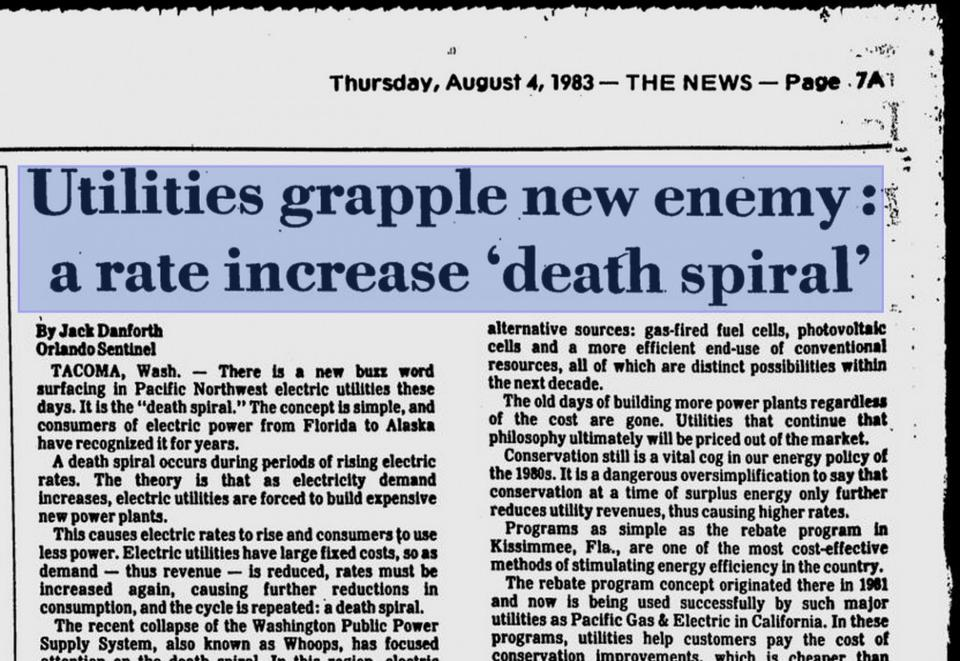 Thursday, August 4, 1983 — THE NEWS — Page 7A
Utilities grapple new enemy:
a rate increase ‘death spiral’
By Jack Danforth
Orlando Sentinel
TACOMA, Wash. — There is a new buzz word
surfacing in Pacific Northwest electric utilities these
days. It is the “death spiral.” The concept is simple, and
consumers of electric power from Florida to Alaska
have recognized it for years.
A death spiral occurs during periods of rising electric
rates. The theory is that as electricity demand
increases, electric utilities are forced to build expensive
new power plants.
This causes electric rates to rise and consumers to use
less power. Electric utilities have large fixed costs, so as
demand — thus revenue — is reduced, rates must be
increased again, causing further reductions in
consumption, and the cycle is repeated: a death spiral.
The recent collapse of the Washington Public Power
Supply System, also known as Whoops, has focused
attention on the death spiral. In this region, electric
alternative sources: gas-fired fuel cells, photovoltaic
cells and a more efficient end-use of conventional
resources, all of which are distinct possibilities within
the next decade.
The old days of building more power plants regardless
of the cost are gone. Utilities that continue that
philosophy ultimately will be priced out of the market.
Conservation still is a vital cog in our energy policy of
the 1980s. It is a dangerous oversimplification to say that
conservation at a time of surplus energy only further
reduces utility revenues, thus causing higher rates.
Programs as simple as the rebate program in
Kissimmee, Fla., are one of the most cost-effective
methods of stimulating energy efficiency in the country.
The rebate program concept originated there in 1981
and now is being used successfully by such major
utilities as Pacific Gas & Electric in California. In these
programs, utilities help customers pay the cost of
conservation improvements, which is cheaper than